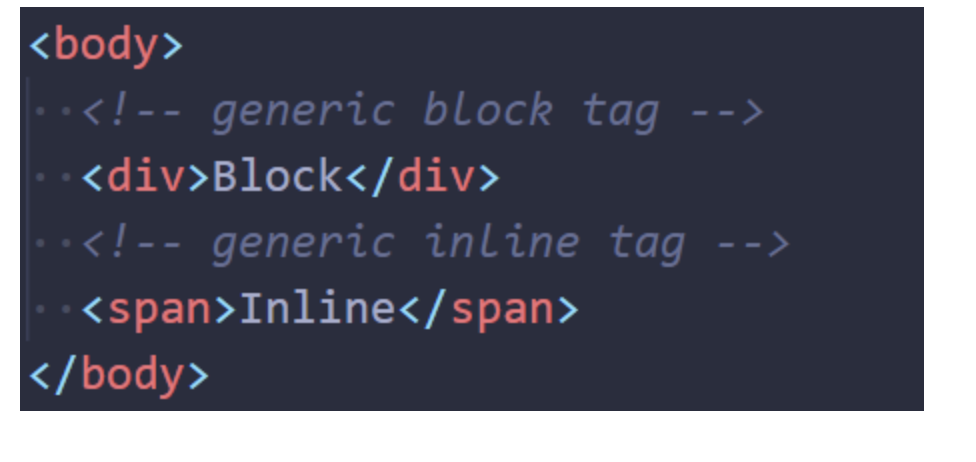 <body>
<!-- generic block tag -->
<div>Block</div>
<!-- generic inline tag -->
<span>Inline</span>
</body>